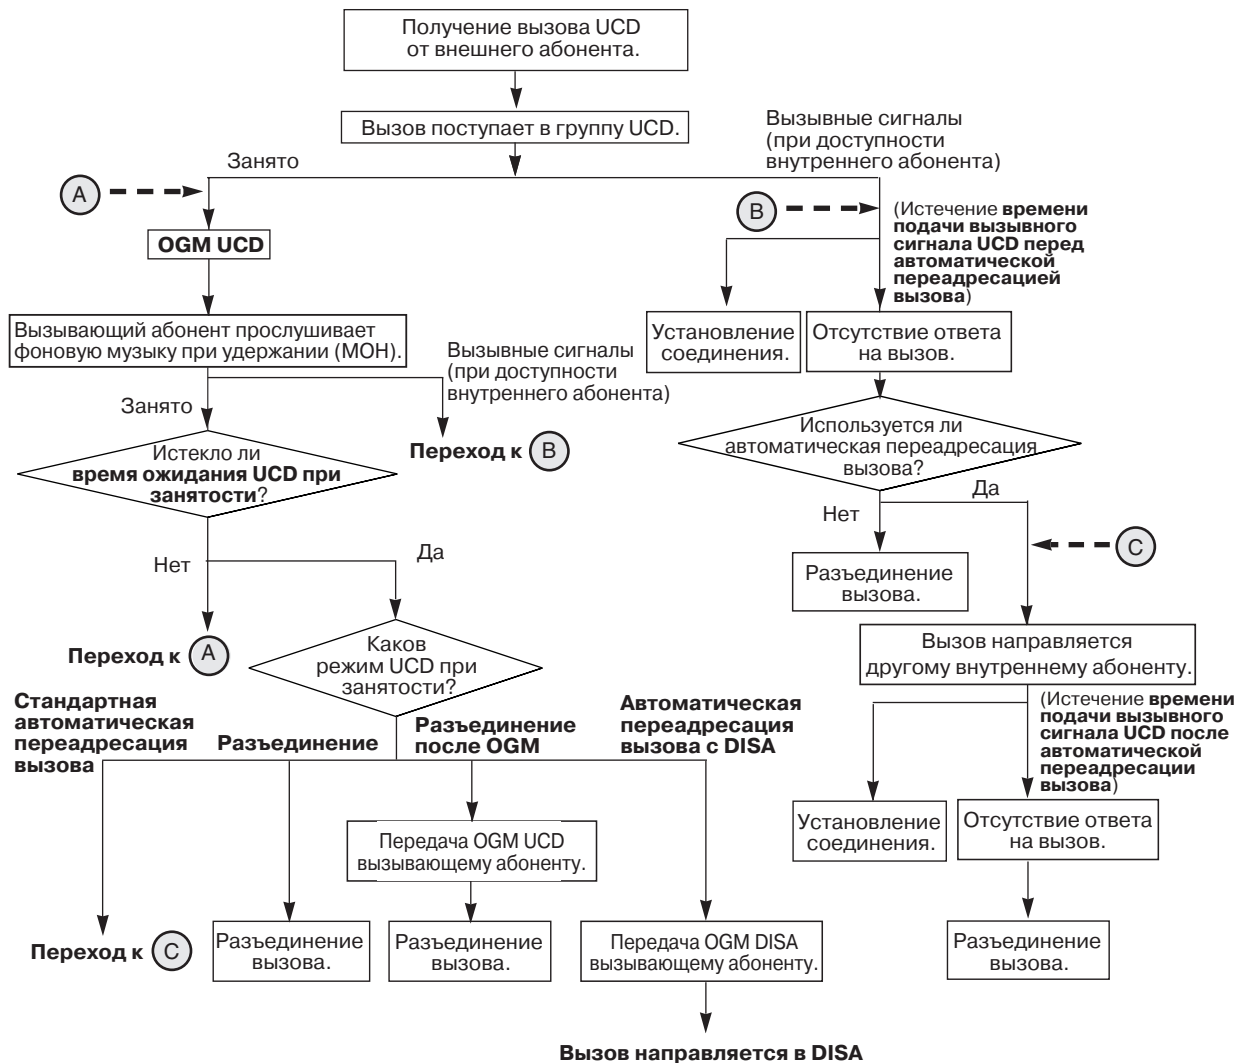 Получение вызова UCD
от внешнего абонента.
Вызов поступает в группу UCD.
Занято
Вызывные сигналы
(при доступности
внутреннего абонента)
A
B
(Истечение времени
подачи вызывного
сигнала UCD перед
автоматической
переадресацией
вызова)
OGM UCD
Вызывающий абонент прослушивает
фоновую музыку при удержании (MOH).
Установление
соединения.
Отсутствие ответа
на вызов.
Вызывные сигналы
(при доступности
внутреннего абонента)
Занято
Переход к B
Истекло ли
время ожидания UCD при
занятости?
Используется ли
автоматическая переадресация
вызова?
Нет
Да
Нет
Да
C
Разъединение
вызова.
Переход к A
Каков
режим UCD при
занятости?
Вызов направляется
другому внутреннему абоненту.
(Истечение времени
подачи вызывного
сигнала UCD после
автоматической
переадресации
вызова)
Стандартная
автоматическая
переадресация
вызова
Разъединение
Разъединение
после OGM
Автоматическая
переадресация
вызова с DISA
Передача OGM UCD
вызывающему абоненту.
Установление
соединения.
Отсутствие ответа
на вызов.
Переход к C
Разъединение
вызова.
Разъединение
вызова.
Передача OGM DISA
вызывающему абоненту.
Разъединение
вызова.
Вызов направляется в DISA